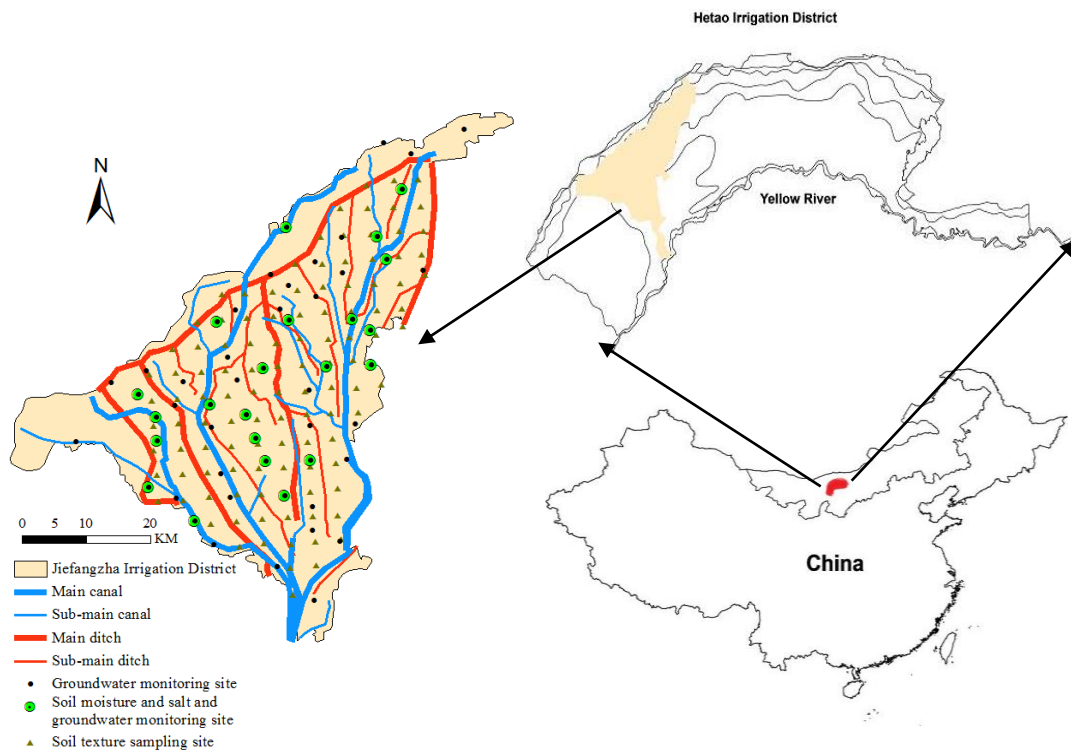 Hetao Irrigation District
N
Yellow River
0 5 10 20
KM
Jiefangzha Irrigation District
Main canal
Sub-main canal
Main ditch
Sub-main ditch
Groundwater monitoring site
Soil moisture and salt and
groundwater monitoring site
Soil texture sampling site
China